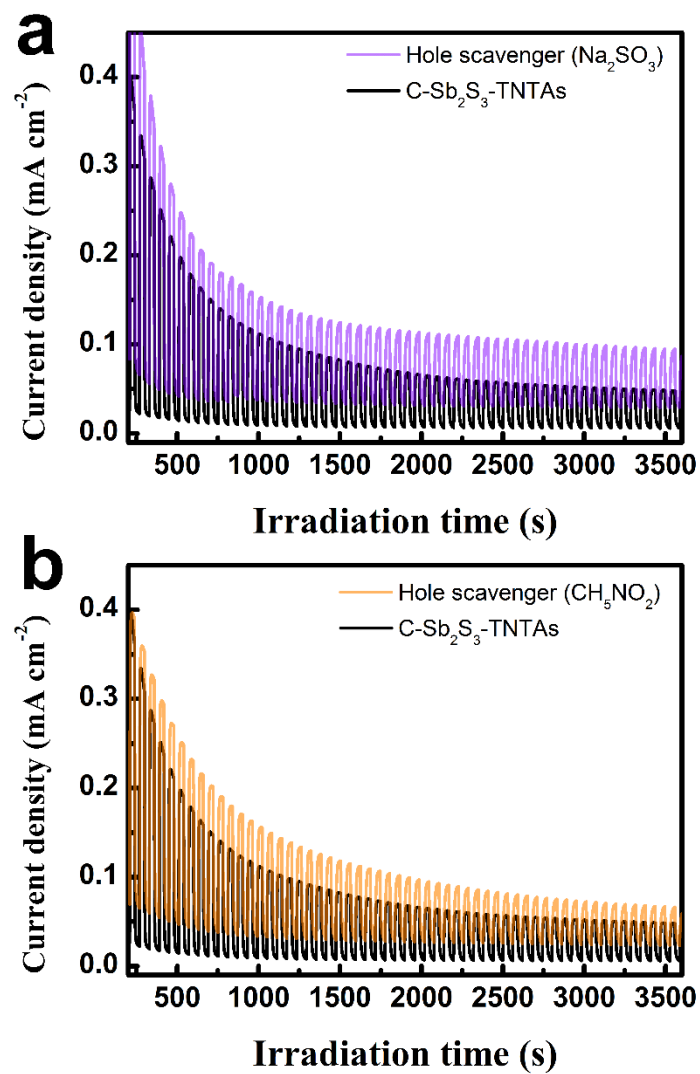 a
Hole scavenger (Na₂SO₃)
C-Sb₂S₃-TNTAs
Current density (mA cm⁻²)
0.4
0.3
0.2
0.1
0.0
500 1000 1500 2000 2500 3000 3500
Irradiation time (s)
b
Hole scavenger (CH₅NO₂)
C-Sb₂S₃-TNTAs
Current density (mA cm⁻²)
0.4
0.3
0.2
0.1
0.0
500 1000 1500 2000 2500 3000 3500
Irradiation time (s)